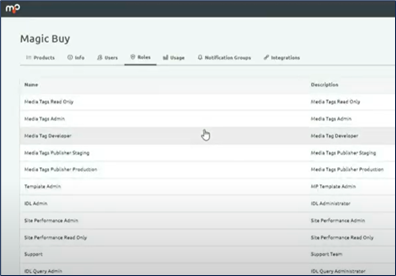 mp
Magic Buy
Products Info Users Roles Usage Notification Groups Integrations
Name Description
Media Tags Read Only Media Tags Read Only
Media Tags Admin Media Tags Admin
Media Tag Developer Media Tag Developer
Media Tags Publisher Staging Media Tags Publisher Staging
Media Tags Publisher Production Media Tags Publisher Production
Template Admin MP Template Admin
IDL Admin IDL Administrator
Site Performance Admin Site Performance Admin
Site Performance Read Only Site Performance Read Only
Support Support Team
IDL Query Admin IDL Query Administrator